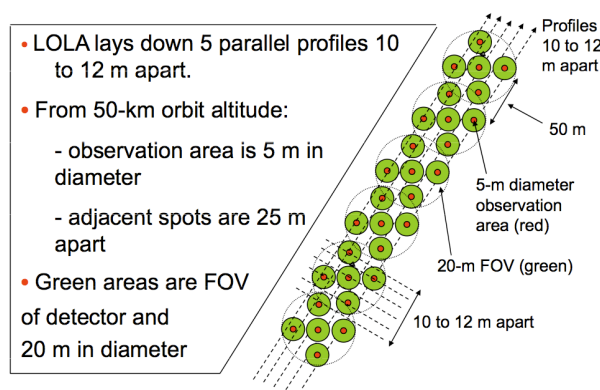 • LOLA lays down 5 parallel profiles 10
to 12 m apart.
• From 50-km orbit altitude:
- observation area is 5 m in
diameter
- adjacent spots are 25 m
apart
• Green areas are FOV
of detector and
20 m in diameter
Profiles
10 to 12
m apart
50 m
5-m diameter
observation
area (red)
20-m FOV (green)
10 to 12 m apart